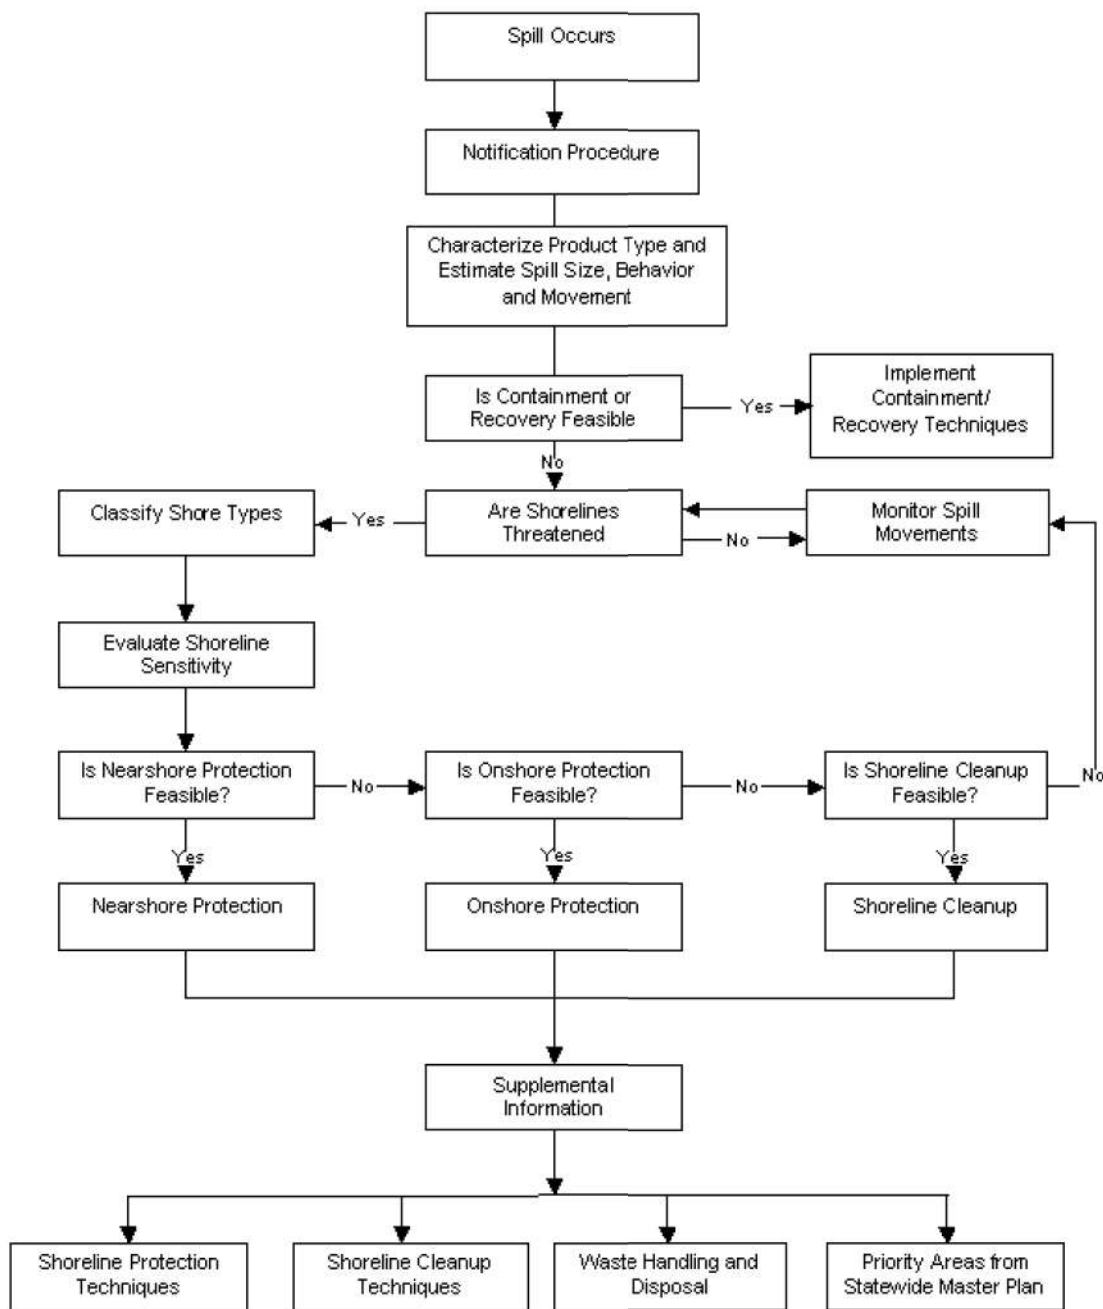 Spill Occurs
Notification Procedure
Characterize Product Type and
Estimate Spill Size, Behavior
and Movement
Is Containment or
Recovery Feasible
Yes
Implement
Containment/
Recovery Techniques
No
Classify Shore Types
Yes
Are Shorelines
Threatened
No
Monitor Spill
Movements
Evaluate Shoreline
Sensitivity
Is Nearshore Protection
Feasible?
No
Is Onshore Protection
Feasible?
No
Is Shoreline Cleanup
Feasible?
No
Yes
Yes
Yes
Nearshore Protection
Onshore Protection
Shoreline Cleanup
Supplemental
Information
Shoreline Protection
Techniques
Shoreline Cleanup
Techniques
Waste Handling and
Disposal
Priority Areas from
Statewide Master Plan